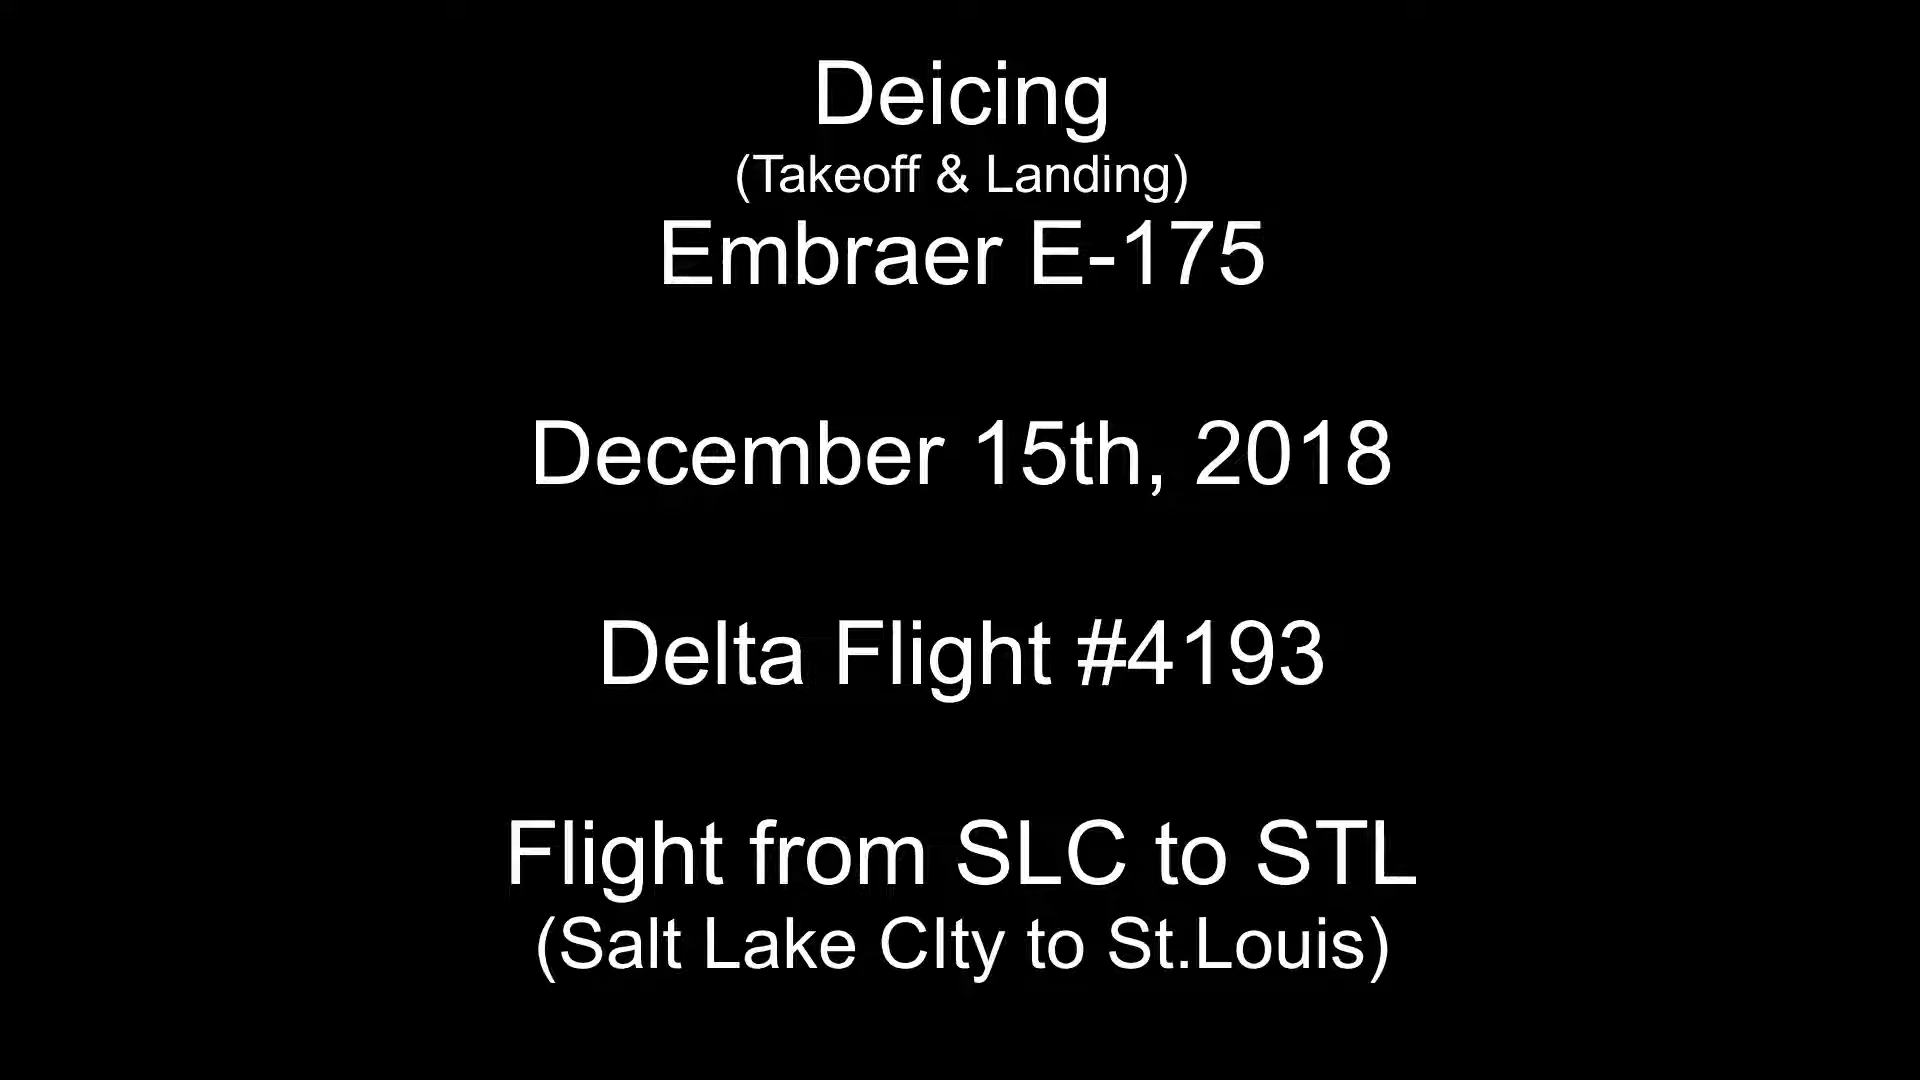 Deicing
(Takeoff & Landing)
Embraer E-175
December 15th, 2018
Delta Flight #4193
Flight from SLC to STL
(Salt Lake CIty to St.Louis)